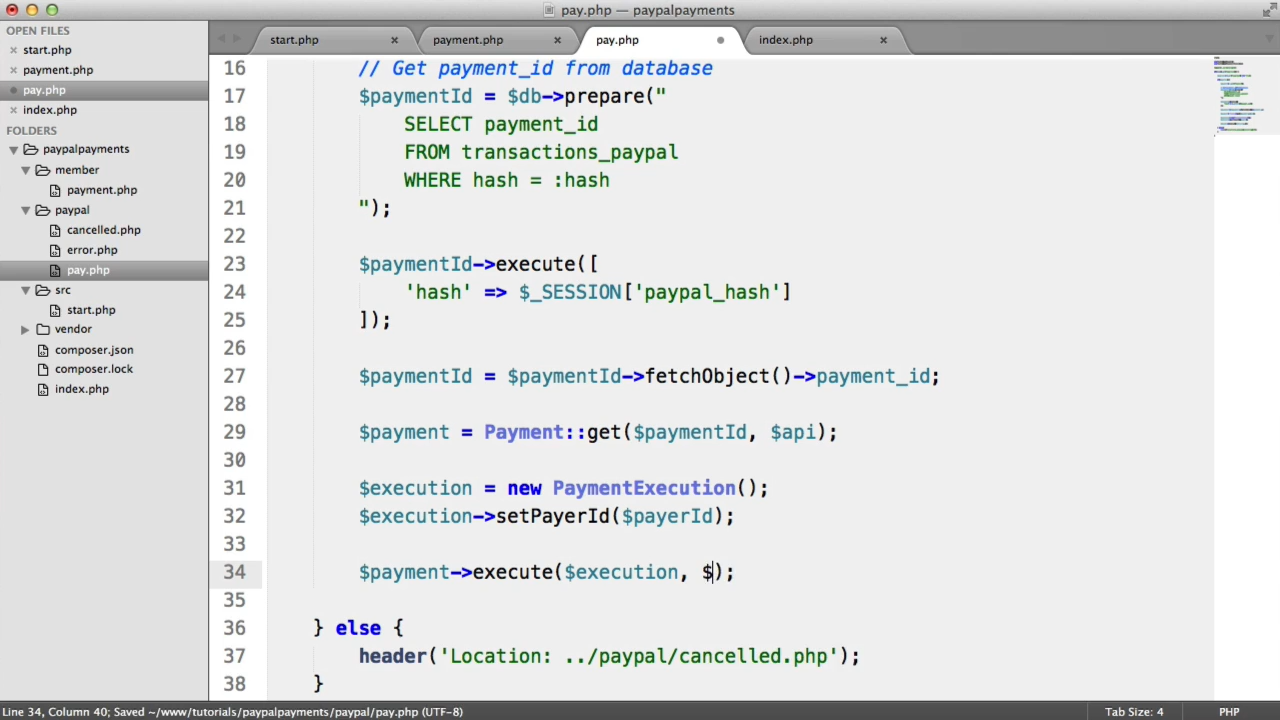 pay.php — paypalpayments
OPEN FILES
start.php
payment.php
pay.php
index.php
FOLDERS
paypalpayments
member
payment.php
paypal
cancelled.php
error.php
pay.php
src
start.php
vendor
composer.json
composer.lock
index.php
start.php
payment.php
pay.php
index.php
16 // Get payment_id from database
17 $paymentId = $db->prepare("
18 SELECT payment_id
19 FROM transactions_paypal
20 WHERE hash = :hash
21 ");
22
23 $paymentId->execute([
24 'hash' => $_SESSION['paypal_hash']
25 ]);
26
27 $paymentId = $paymentId->fetchObject()->payment_id;
28
29 $payment = Payment::get($paymentId, $api);
30
31 $execution = new PaymentExecution();
32 $execution->setPayerId($payerId);
33
34 $payment->execute($execution, $);
35
36 } else {
37 header('Location: ../paypal/cancelled.php');
38 }
Line 34, Column 40; Saved ~/www/tutorials/paypalpayments/paypal/pay.php (UTF-8)
Tab Size: 4
PHP